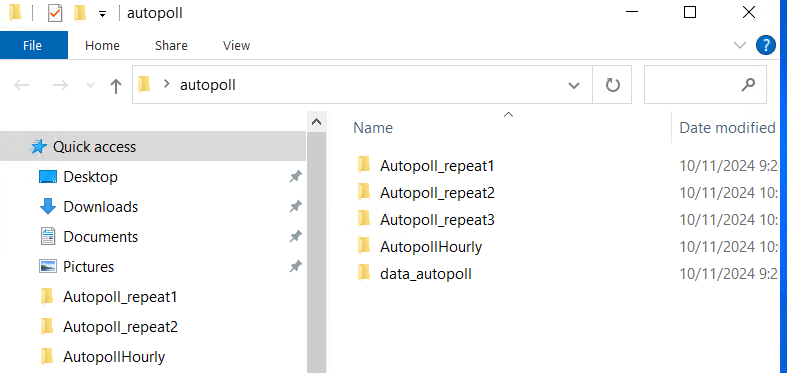 autopoll
File Home Share View
autopoll
Quick access
Desktop
Downloads
Documents
Pictures
Autopoll_repeat1
Autopoll_repeat2
AutopollHourly
Name Date modified
Autopoll_repeat1 10/11/2024 9:2
Autopoll_repeat2 10/11/2024 10:
Autopoll_repeat3 10/11/2024 10:
AutopollHourly 10/11/2024 10:
data_autopoll 10/11/2024 9:2